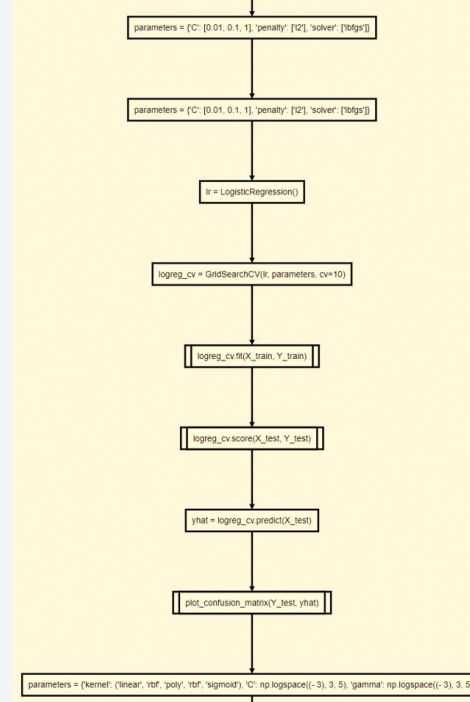 parameters = {'C': [0.01, 0.1, 1], 'penalty': ['l2'], 'solver': ['lbfgs']}
parameters = {'C': [0.01, 0.1, 1], 'penalty': ['l2'], 'solver': ['lbfgs']}
lr = LogisticRegression()
logreg_cv = GridSearchCV(lr, parameters, cv=10)
logreg_cv.fit(X_train, Y_train)
logreg_cv.score(X_test, Y_test)
yhat = logreg_cv.predict(X_test)
plot_confusion_matrix(Y_test, yhat)
parameters = {'kernel': ('linear', 'rbf', 'poly', 'rbf', 'sigmoid'), 'C': np.logspace((- 3), 3, 5), 'gamma': np.logspace((- 3), 3, 5